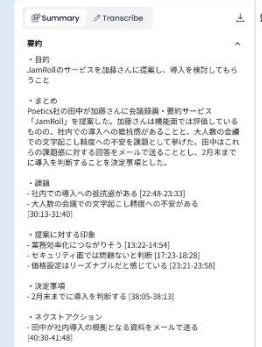 Summary
Transcribe
要約
・目的
JamRollのサービスを加藤さんに提案し、導入を検討してもら
うこと
・まとめ
Poetics社の田中が加藤さんに会議録画・要約サービス
「JamRoll」を提案した。加藤さんは機能面では評価している
ものの、社内での導入への抵抗感があることと、大人数の会議
での文字起こし精度への不安を課題として挙げた。田中はこれ
らの課題感に対する回答をメールで送ることとし、2月末まで
に導入を判断することを決定事項とした。
・課題
- 社内での導入への抵抗感がある [22:48-23:33]
- 大人数の会議での文字起こし精度への不安がある
[30:13-31:40]
・提案に対する印象
- 業務効率化につながりそう [13:22-14:54]
- セキュリティ面では問題ないと判断 [17:23-18:28]
- 価格設定はリーズナブルだと感じている [23:21-23:58]
・決定事項
- 2月末までに導入を判断する [38:05-38:13]
・ネクストアクション
- 田中が社内導入の根拠となる資料をメールで送る
[40:30-41:48]